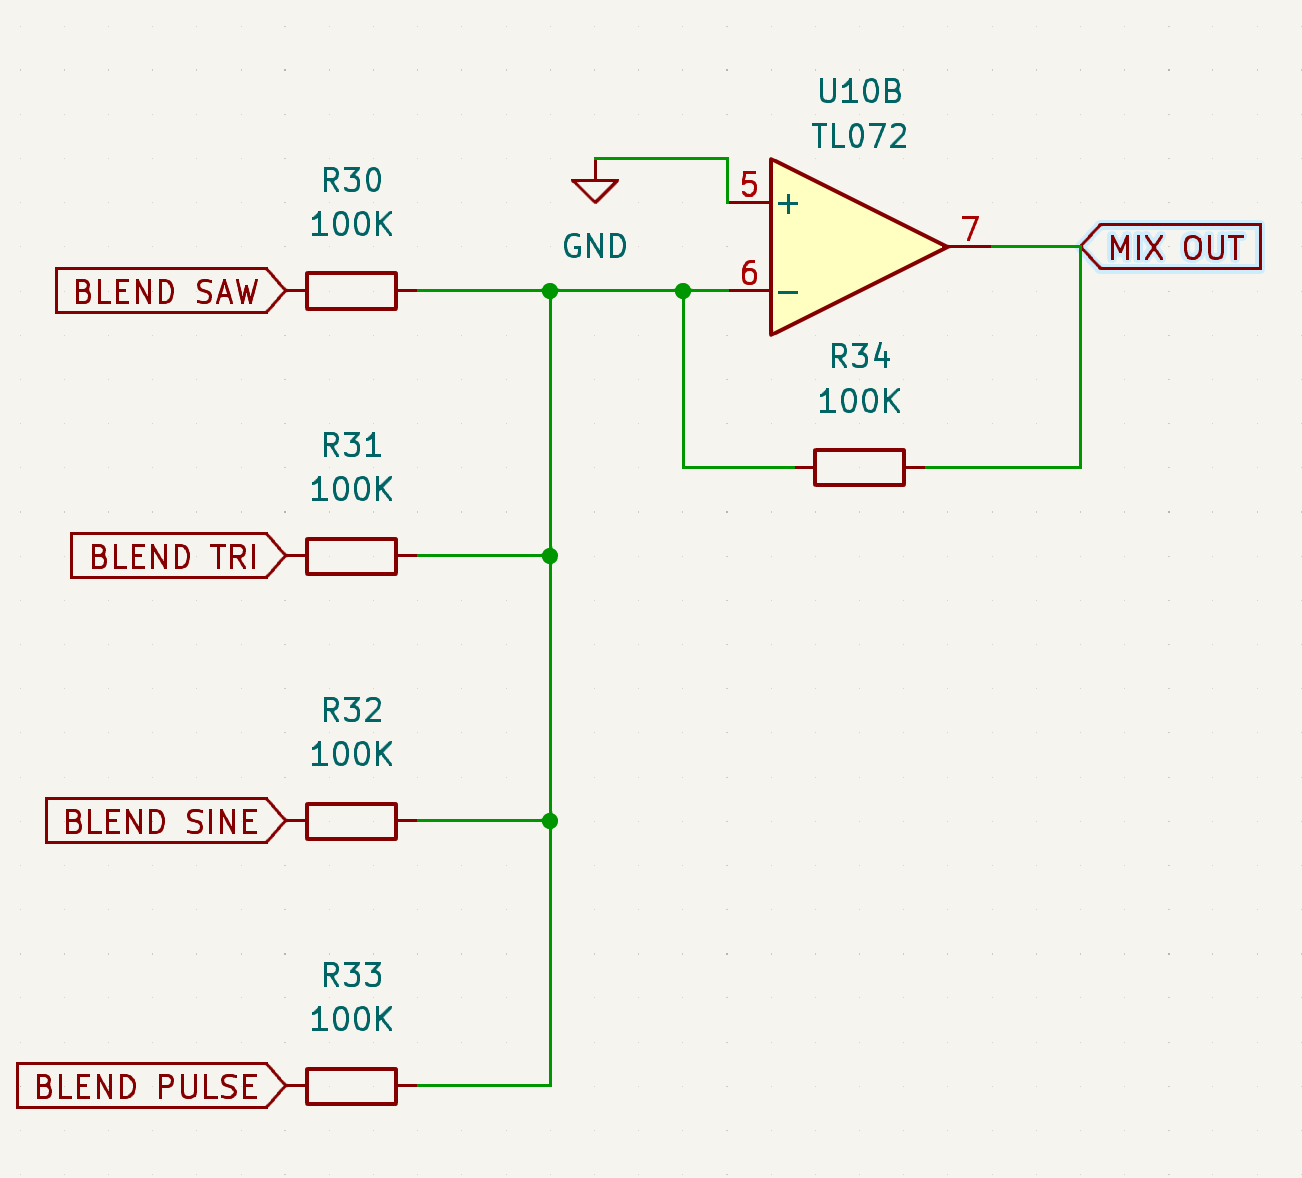 U10B
TL072
5
+
6
−
7
MIX OUT
GND
R30
100K
BLEND SAW
R34
100K
R31
100K
BLEND TRI
R32
100K
BLEND SINE
R33
100K
BLEND PULSE